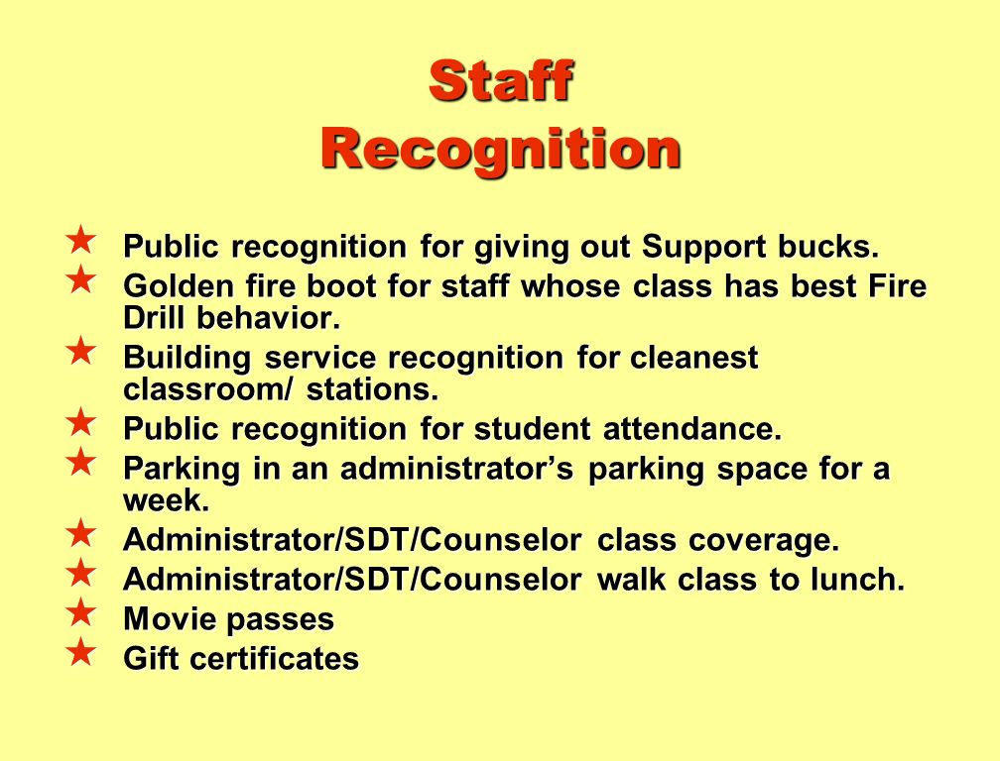 Staff
Recognition
★ Public recognition for giving out Support bucks.
★ Golden fire boot for staff whose class has best Fire
Drill behavior.
★ Building service recognition for cleanest
classroom/ stations.
★ Public recognition for student attendance.
★ Parking in an administrator’s parking space for a
week.
★ Administrator/SDT/Counselor class coverage.
★ Administrator/SDT/Counselor walk class to lunch.
★ Movie passes
★ Gift certificates